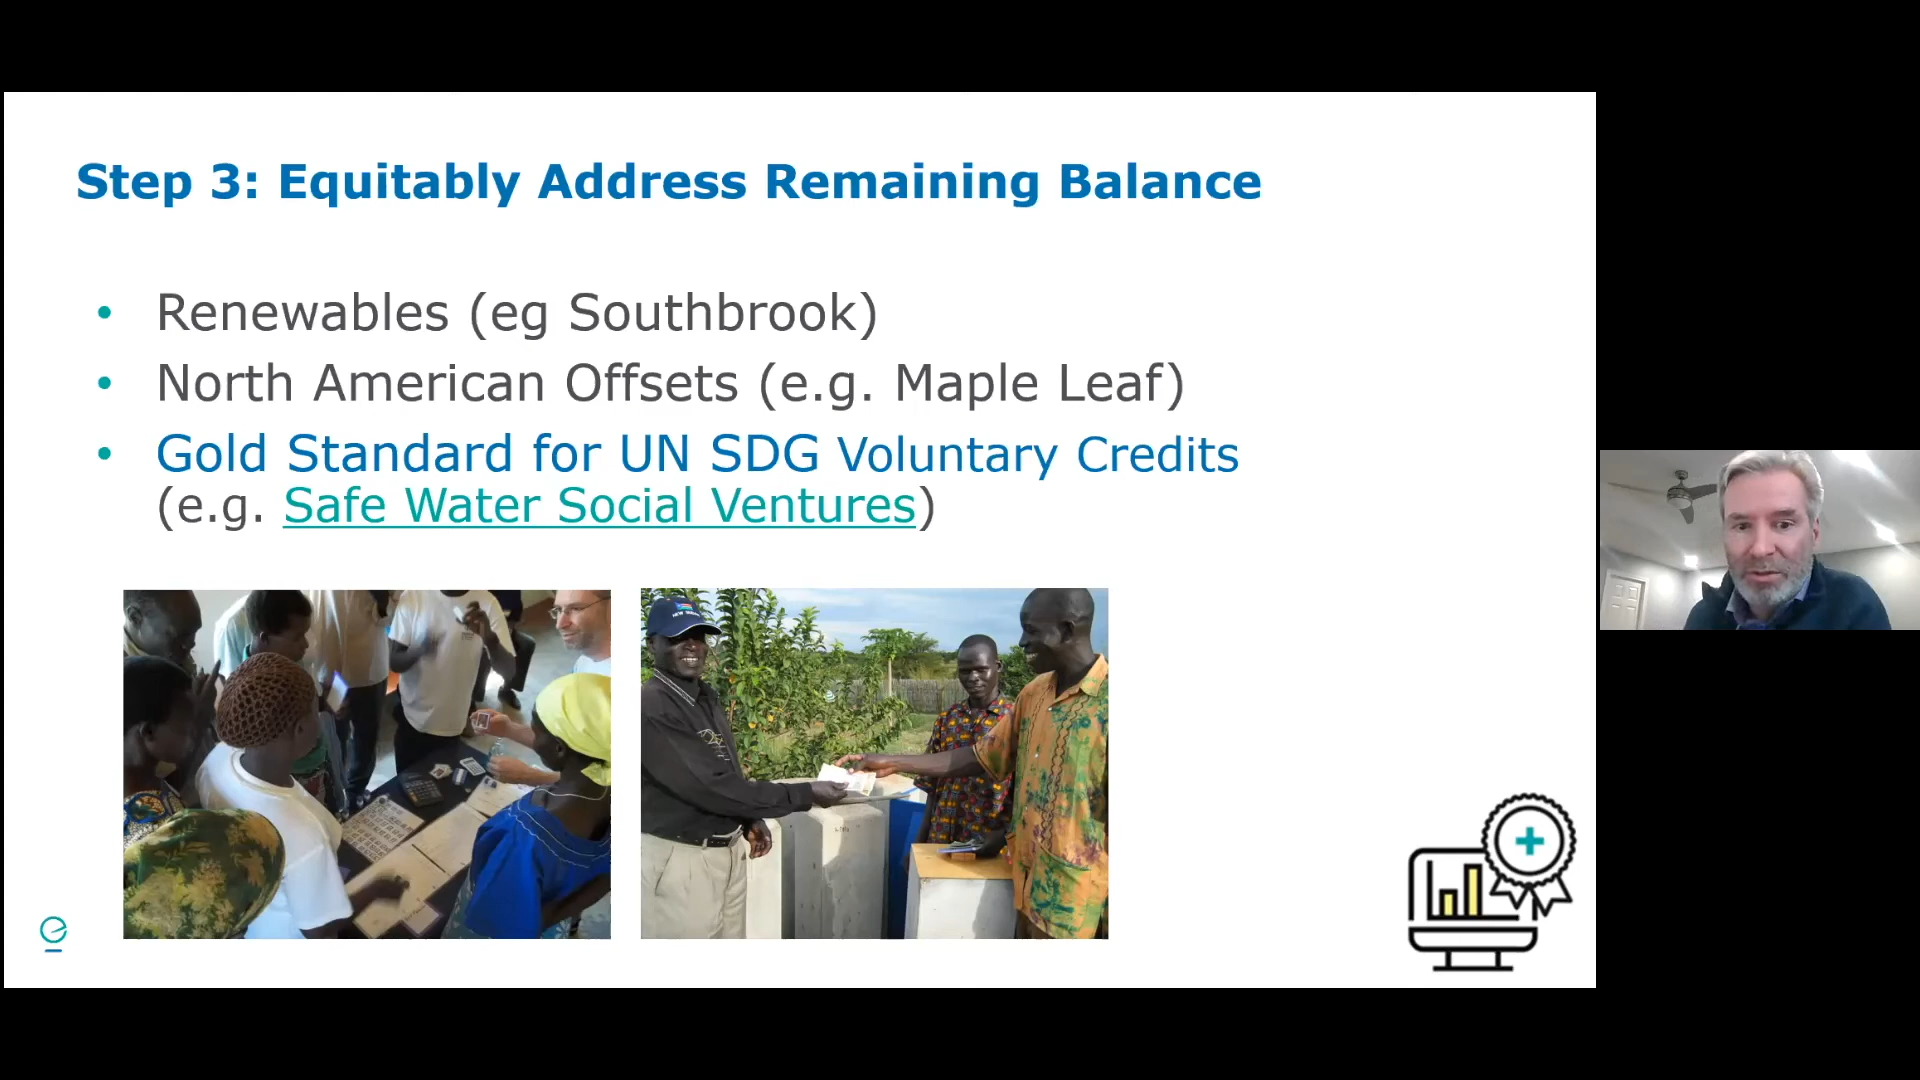 Step 3: Equitably Address Remaining Balance
• Renewables (eg Southbrook)
• North American Offsets (e.g. Maple Leaf)
• Gold Standard for UN SDG Voluntary Credits
(e.g. Safe Water Social Ventures)